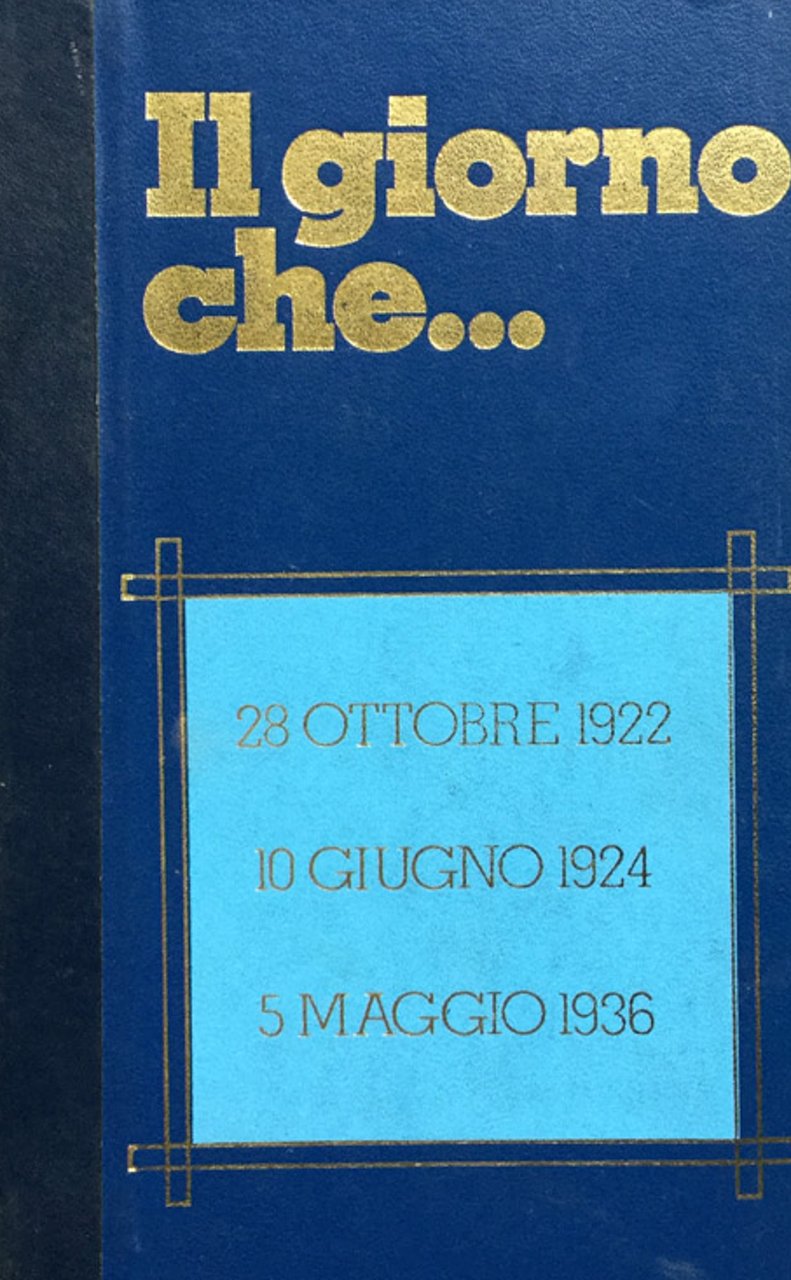 Il giorno
che...
28 OTTOBRE 1922
10 GIUGNO 1924
5 MAGGIO 1936